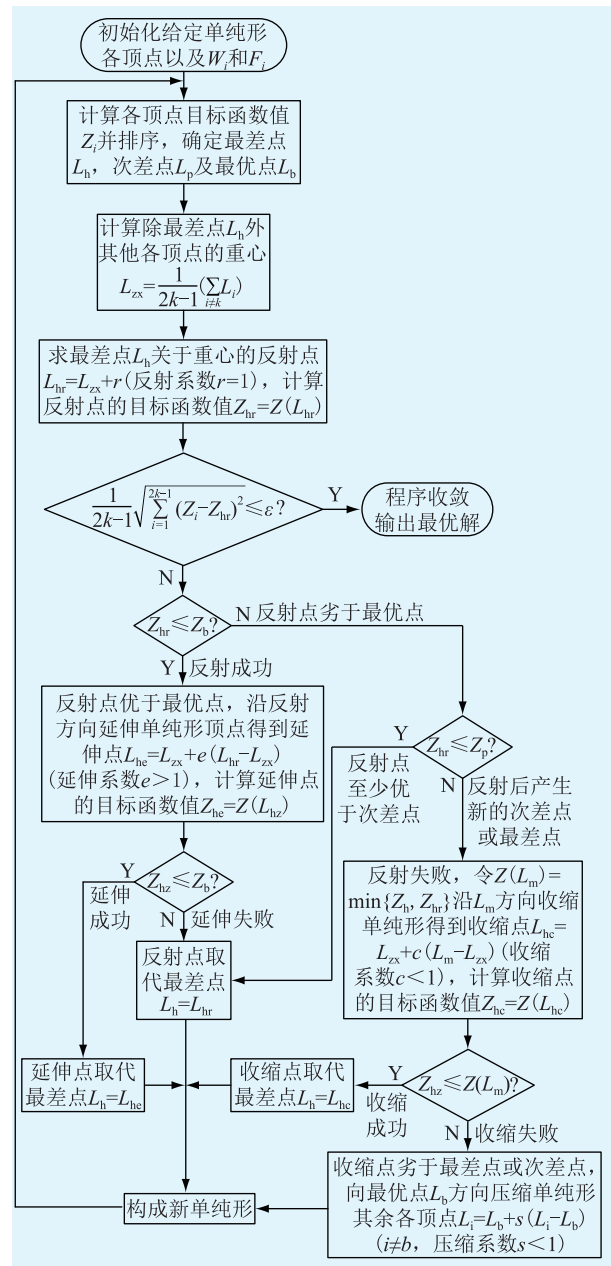 初始化给定单纯形
各顶点以及Wᵢ和Fᵢ
计算各顶点目标函数值
Zᵢ并排序，确定最差点
L_h，次差点L_p及最优点L_b
计算除最差点L_h外
其他各顶点的重心
L_zx=1/(2k−1)(∑_{i≠k}L_i)
求最差点L_h关于重心的反射点
L_hr=L_zx+r(反射系数r=1)，计算
反射点的目标函数值Z_hr=Z(L_hr)
1/(2k−1)√(∑_{i=1}^{2k−1}(Z_i−Z_hr)²)≤ε?
Y
程序收敛
输出最优解
N
Z_hr≤Z_b?
N 反射点劣于最优点
Y 反射成功
反射点优于最优点，沿反射
方向延伸单纯形顶点得到延
伸点L_he=L_zx+e(L_hr−L_zx)
(延伸系数e>1)，计算延伸点
的目标函数值Z_he=Z(L_hz)
Z_hr≤Z_p?
Y
反射点
至少优
于次差点
N 反射后产生
新的次差点
或最差点
Z_hz≤Z_b?
Y
延伸
成功
N 延伸失败
反射点取
代最差点
L_h=L_hr
反射失败，令Z(L_m)=
min{Z_h, Z_hr}沿L_m方向收缩
单纯形得到收缩点L_hc=
L_zx+c(L_m−L_zx)(收缩
系数c<1)，计算收缩点
的目标函数值Z_hc=Z(L_hc)
延伸点取代
最差点L_h=L_he
收缩点取代
最差点L_h=L_hc
Y
收缩
成功
Z_hz≤Z(L_m)?
N 收缩失败
收缩点劣于最差点或次差点，
向最优点L_b方向压缩单纯形
其余各顶点L_i=L_b+s(L_i−L_b)
(i≠b，压缩系数s<1)
构成新单纯形